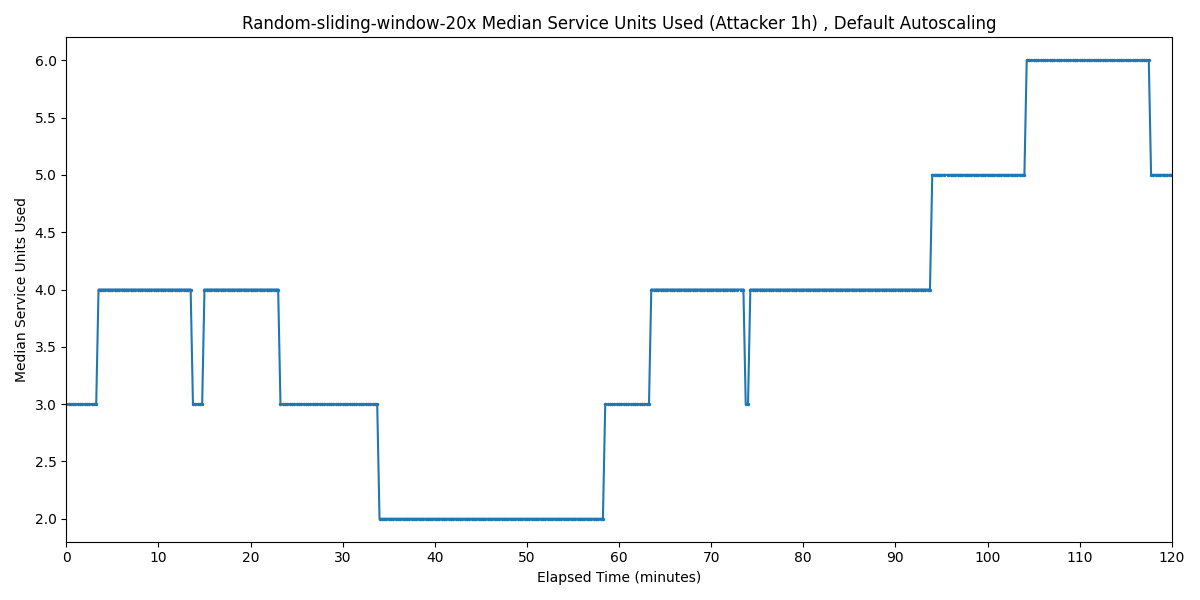 Random-sliding-window-20x Median Service Units Used (Attacker 1h) , Default Autoscaling
6.0
5.5
5.0
4.5
4.0
3.5
3.0
2.5
2.0
Median Service Units Used
0 10 20 30 40 50 60 70 80 90 100 110 120
Elapsed Time (minutes)